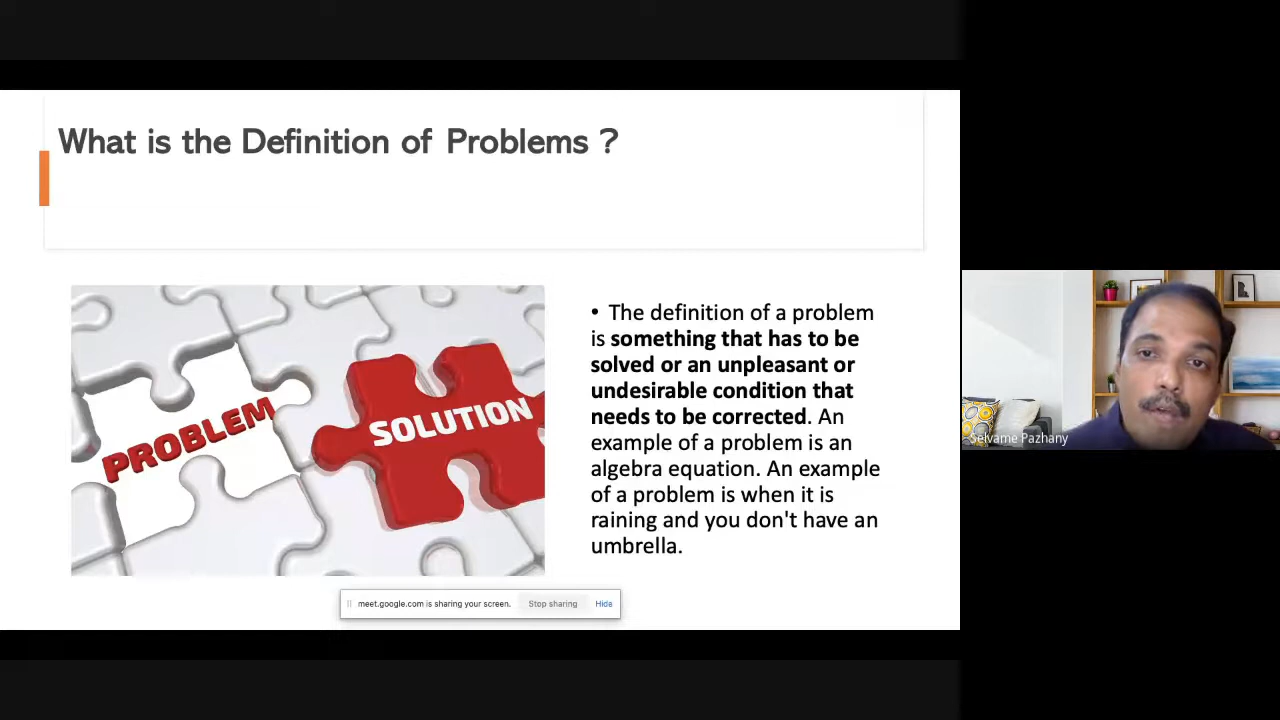 What is the Definition of Problems ?
PROBLEM
SOLUTION
• The definition of a problem
is something that has to be
solved or an unpleasant or
undesirable condition that
needs to be corrected. An
example of a problem is an
algebra equation. An example
of a problem is when it is
raining and you don't have an
umbrella.
Selvame Pazhany
meet.google.com is sharing your screen. Stop sharing Hide